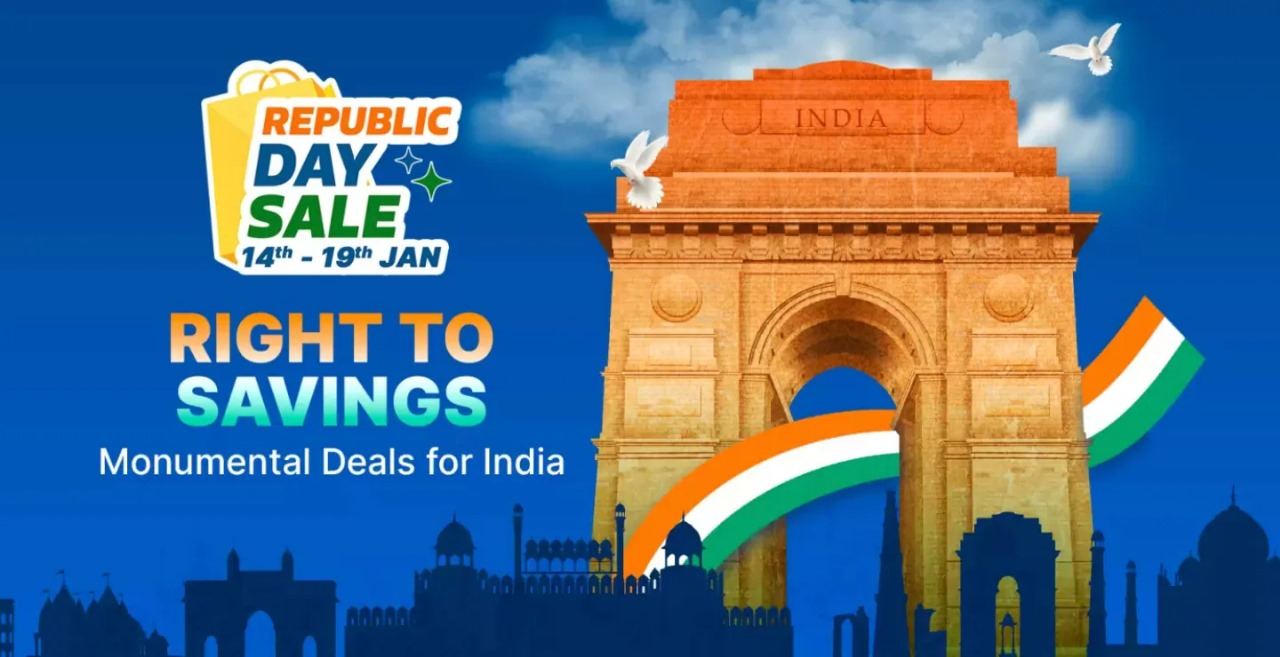 REPUBLIC
DAY
SALE
14th - 19th JAN
RIGHT TO
SAVINGS
Monumental Deals for India
INDIA